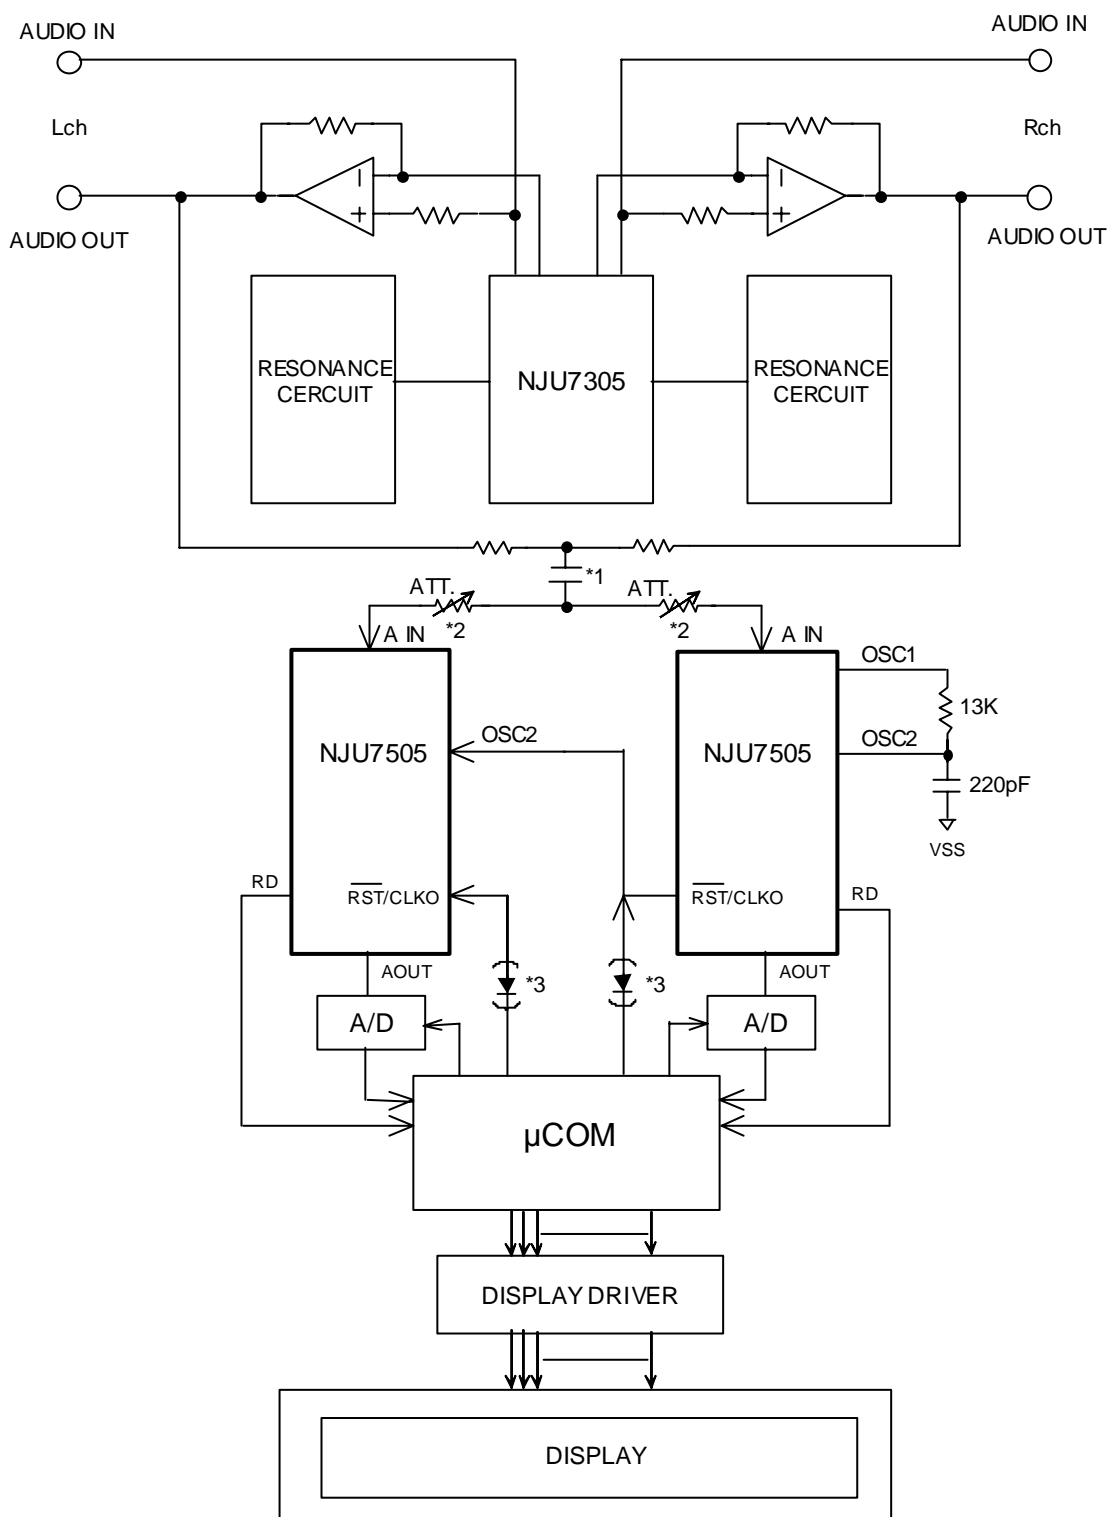 AUDIO IN
AUDIO IN
Lch
Rch
AUDIO OUT
AUDIO OUT
RESONANCE
CERCUIT
NJU7305
RESONANCE
CERCUIT
*1
ATT.
ATT.
*2
*2
A IN
A IN
OSC1
13K
OSC2
OSC2
NJU7505
NJU7505
220pF
VSS
RD
RD
RST/CLKO
RST/CLKO
AOUT
AOUT
*3
*3
A/D
A/D
µCOM
DISPLAY DRIVER
DISPLAY